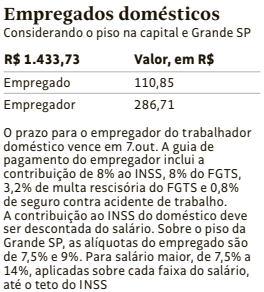 Empregados domésticos
Considerando o piso na capital e Grande SP
R$ 1.433,73 Valor, em R$
Empregado 110,85
Empregador 286,71
O prazo para o empregador do trabalhador
doméstico vence em 7.out. A guia de
pagamento do empregador inclui a
contribuição de 8% ao INSS, 8% do FGTS,
3,2% de multa rescisória do FGTS e 0,8%
de seguro contra acidente de trabalho.
A contribuição ao INSS do doméstico deve
ser descontada do salário. Sobre o piso da
Grande SP, as alíquotas do empregado são
de 7,5% e 9%. Para salário maior, de 7,5% a
14%, aplicadas sobre cada faixa do salário,
até o teto do INSS